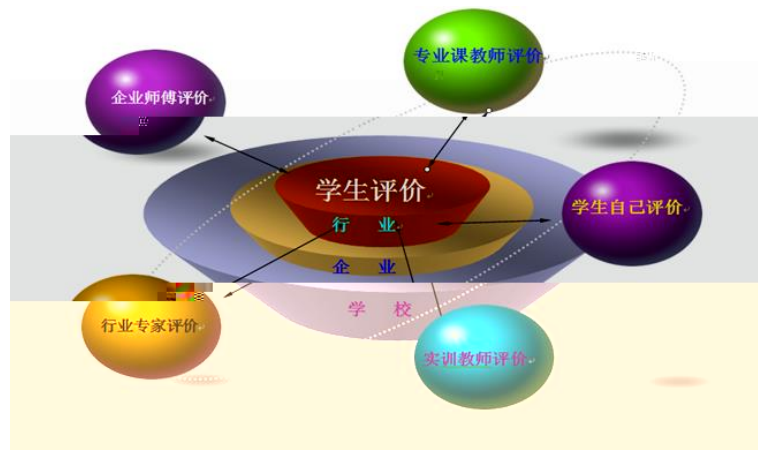 专业课教师评价
企业师傅评价
学生评价
学生自己评价
行 业
企 业
学 校
行业专家评价
实训教师评价